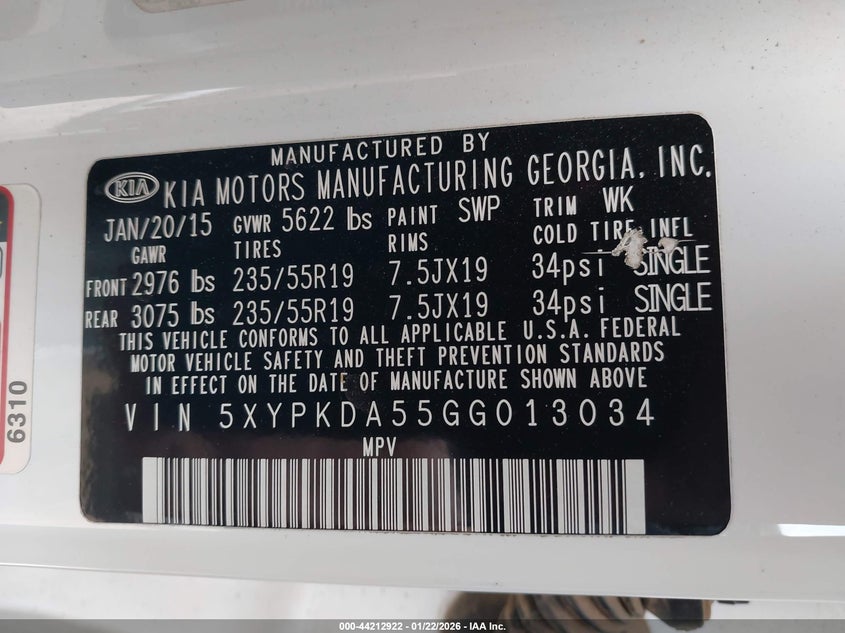 MANUFACTURED BY
KIA KIA MOTORS MANUFACTURING GEORGIA, INC.
JAN/20/15 GVWR 5622 lbs PAINT SWP TRIM WK
GAWR TIRES RIMS COLD TIRE INFL
FRONT 2976 lbs 235/55R19 7.5JX19 34psi SINGLE
REAR 3075 lbs 235/55R19 7.5JX19 34psi SINGLE
THIS VEHICLE CONFORMS TO ALL APPLICABLE U.S.A. FEDERAL
MOTOR VEHICLE SAFETY AND THEFT PREVENTION STANDARDS
IN EFFECT ON THE DATE OF MANUFACTURE SHOWN ABOVE
VIN 5XYPKDA55GG013034
MPV
6310
000-44212922 - 01/22/2026 - IAA Inc.